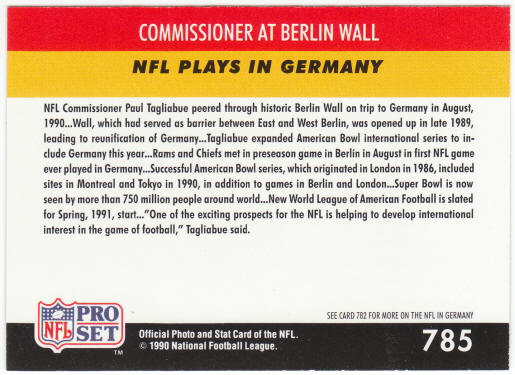 COMMISSIONER AT BERLIN WALL
NFL PLAYS IN GERMANY
NFL Commissioner Paul Tagliabue peered through historic Berlin Wall on trip to Germany in August,
1990...Wall, which had served as barrier between East and West Berlin, was opened up in late 1989,
leading to reunification of Germany...Tagliabue expanded American Bowl international series to in-
clude Germany this year...Rams and Chiefs met in preseason game in Berlin in August in first NFL game
ever played in Germany...Successful American Bowl series, which originated in London in 1986, included
sites in Montreal and Tokyo in 1990, in addition to games in Berlin and London...Super Bowl is now
seen by more than 750 million people around world...New World League of American Football is slated
for Spring, 1991, start..."One of the exciting prospects for the NFL is helping to develop international
interest in the game of football," Tagliabue said.
SEE CARD 782 FOR MORE ON THE NFL IN GERMANY
NFL PRO SET TM
Official Photo and Stat Card of the NFL.
© 1990 National Football League.
785